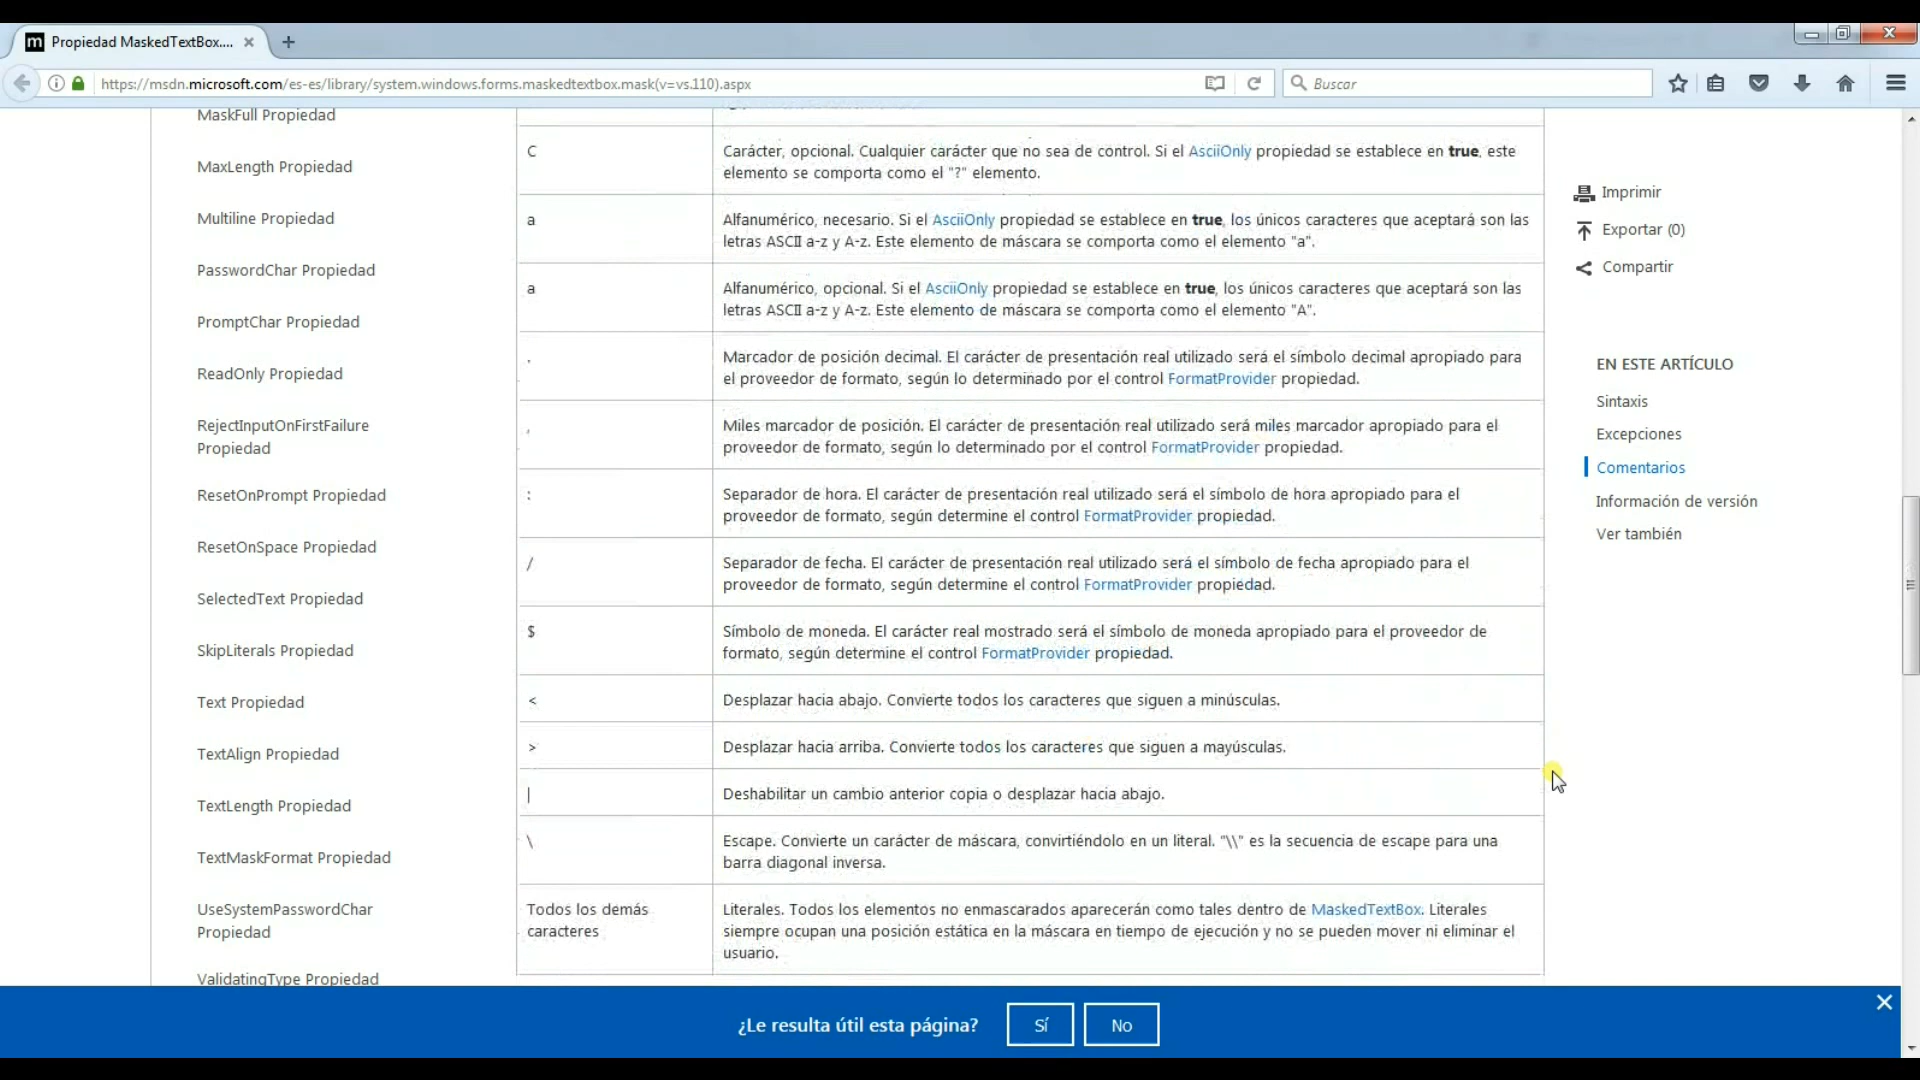 m Propiedad MaskedTextBox....
https://msdn.microsoft.com/es-es/library/system.windows.forms.maskedtextbox.mask(v=vs.110).aspx
Buscar
MaskFull Propiedad
MaxLength Propiedad
Multiline Propiedad
PasswordChar Propiedad
PromptChar Propiedad
ReadOnly Propiedad
RejectInputOnFirstFailure
Propiedad
ResetOnPrompt Propiedad
ResetOnSpace Propiedad
SelectedText Propiedad
SkipLiterals Propiedad
Text Propiedad
TextAlign Propiedad
TextLength Propiedad
TextMaskFormat Propiedad
UseSystemPasswordChar
Propiedad
ValidatingType Propiedad
C
Carácter, opcional. Cualquier carácter que no sea de control. Si el AsciiOnly propiedad se establece en true, este
elemento se comporta como el "?" elemento.
a
Alfanumérico, necesario. Si el AsciiOnly propiedad se establece en true, los únicos caracteres que aceptará son las
letras ASCII a-z y A-z. Este elemento de máscara se comporta como el elemento "a".
a
Alfanumérico, opcional. Si el AsciiOnly propiedad se establece en true, los únicos caracteres que aceptará son las
letras ASCII a-z y A-z. Este elemento de máscara se comporta como el elemento "A".
.
Marcador de posición decimal. El carácter de presentación real utilizado será el símbolo decimal apropiado para
el proveedor de formato, según lo determinado por el control FormatProvider propiedad.
,
Miles marcador de posición. El carácter de presentación real utilizado será miles marcador apropiado para el
proveedor de formato, según lo determinado por el control FormatProvider propiedad.
:
Separador de hora. El carácter de presentación real utilizado será el símbolo de hora apropiado para el
proveedor de formato, según determine el control FormatProvider propiedad.
/
Separador de fecha. El carácter de presentación real utilizado será el símbolo de fecha apropiado para el
proveedor de formato, según determine el control FormatProvider propiedad.
$
Símbolo de moneda. El carácter real mostrado será el símbolo de moneda apropiado para el proveedor de
formato, según determine el control FormatProvider propiedad.
<
Desplazar hacia abajo. Convierte todos los caracteres que siguen a minúsculas.
>
Desplazar hacia arriba. Convierte todos los caracteres que siguen a mayúsculas.
|
Deshabilitar un cambio anterior copia o desplazar hacia abajo.
\
Escape. Convierte un carácter de máscara, convirtiéndolo en un literal. "\\" es la secuencia de escape para una
barra diagonal inversa.
Todos los demás
caracteres
Literales. Todos los elementos no enmascarados aparecerán como tales dentro de MaskedTextBox. Literales
siempre ocupan una posición estática en la máscara en tiempo de ejecución y no se pueden mover ni eliminar el
usuario.
Imprimir
Exportar (0)
Compartir
EN ESTE ARTÍCULO
Sintaxis
Excepciones
Comentarios
Información de versión
Ver también
¿Le resulta útil esta página?
Sí
No